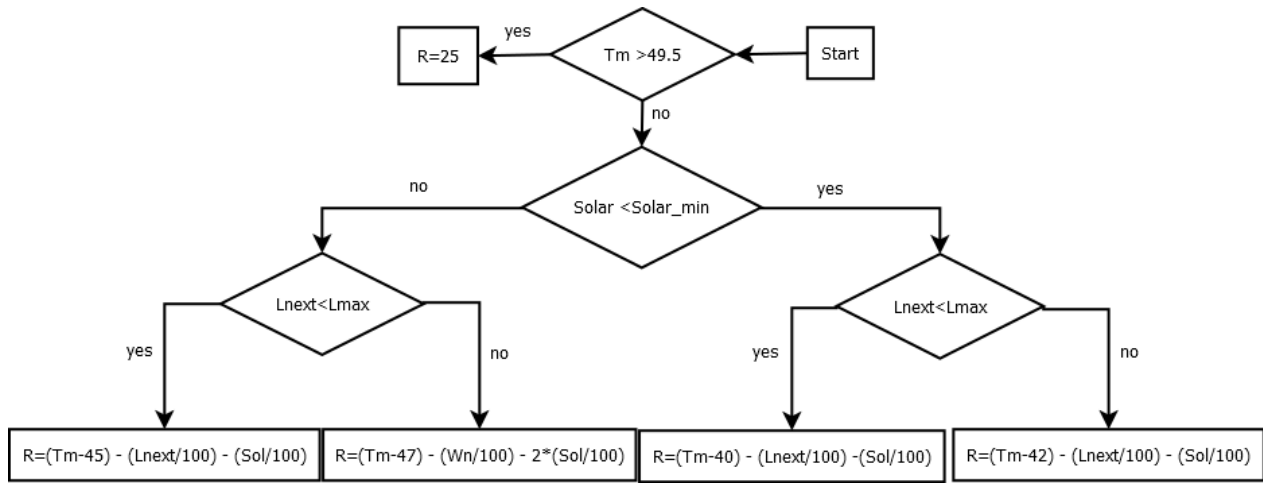 yes
R=25
Tm >49.5
Start
no
no
Solar <Solar_min
yes
Lnext<Lmax
Lnext<Lmax
yes
no
yes
no
R=(Tm-45) - (Lnext/100) - (Sol/100)
R=(Tm-47) - (Wn/100) - 2*(Sol/100)
R=(Tm-40) - (Lnext/100) -(Sol/100)
R=(Tm-42) - (Lnext/100) - (Sol/100)